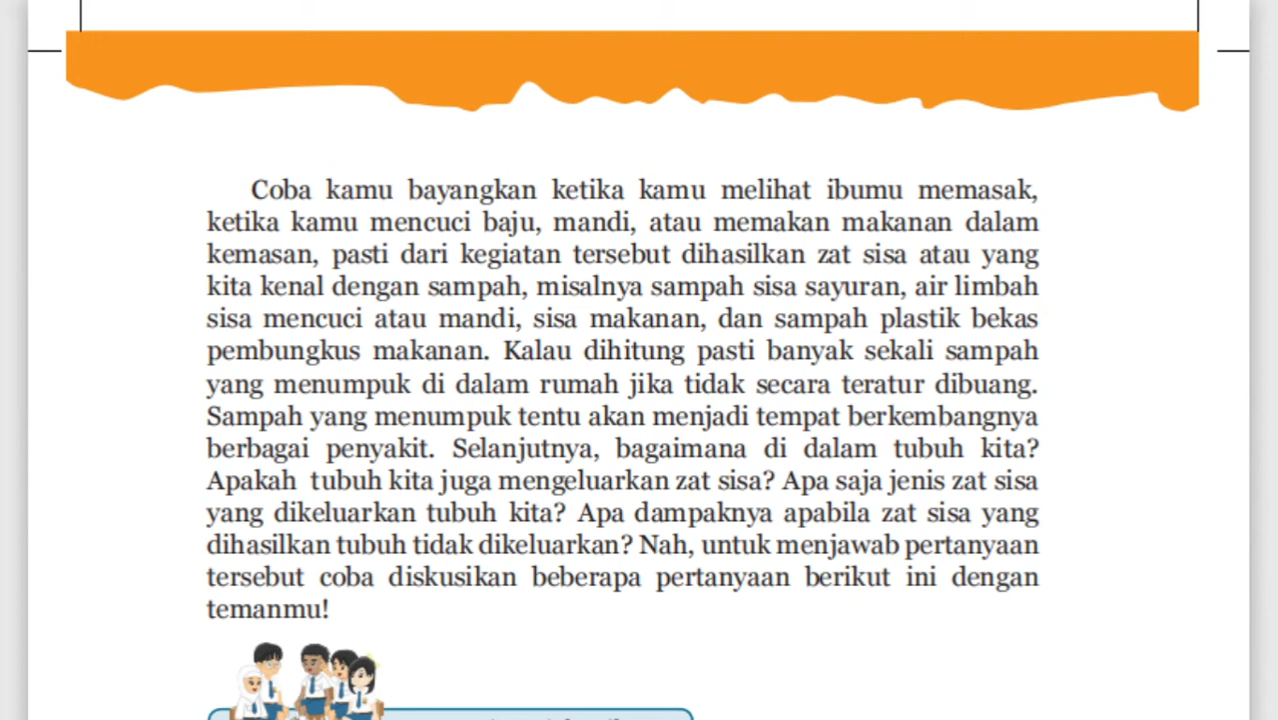 Coba kamu bayangkan ketika kamu melihat ibumu memasak,
ketika kamu mencuci baju, mandi, atau memakan makanan dalam
kemasan, pasti dari kegiatan tersebut dihasilkan zat sisa atau yang
kita kenal dengan sampah, misalnya sampah sisa sayuran, air limbah
sisa mencuci atau mandi, sisa makanan, dan sampah plastik bekas
pembungkus makanan. Kalau dihitung pasti banyak sekali sampah
yang menumpuk di dalam rumah jika tidak secara teratur dibuang.
Sampah yang menumpuk tentu akan menjadi tempat berkembangnya
berbagai penyakit. Selanjutnya, bagaimana di dalam tubuh kita?
Apakah tubuh kita juga mengeluarkan zat sisa? Apa saja jenis zat sisa
yang dikeluarkan tubuh kita? Apa dampaknya apabila zat sisa yang
dihasilkan tubuh tidak dikeluarkan? Nah, untuk menjawab pertanyaan
tersebut coba diskusikan beberapa pertanyaan berikut ini dengan
temanmu!